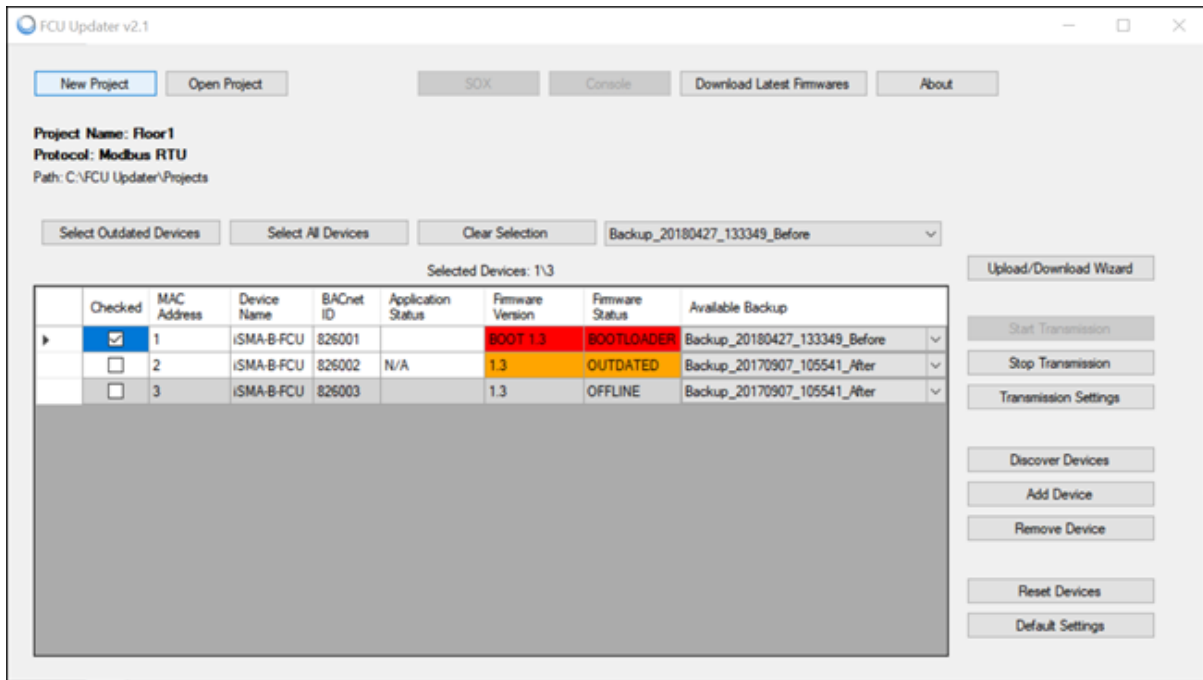 FCU Updater v2.1
New Project Open Project SOX Console Download Latest Firmwares About
Project Name: Floor1
Protocol: Modbus RTU
Path: C:\FCU Updater\Projects
Select Outdated Devices Select All Devices Clear Selection Backup_20180427_133349_Before
Selected Devices: 1\3
Upload/Download Wizard
Checked MAC Address Device Name BACnet ID Application Status Firmware Version Firmware Status Available Backup
1 iSMA-B-FCU 826001 BOOT 1.3 BOOTLOADER Backup_20180427_133349_Before
2 iSMA-B-FCU 826002 N/A 1.3 OUTDATED Backup_20170907_105541_After
3 iSMA-B-FCU 826003 1.3 OFFLINE Backup_20170907_105541_After
Start Transmission
Stop Transmission
Transmission Settings
Discover Devices
Add Device
Remove Device
Reset Devices
Default Settings